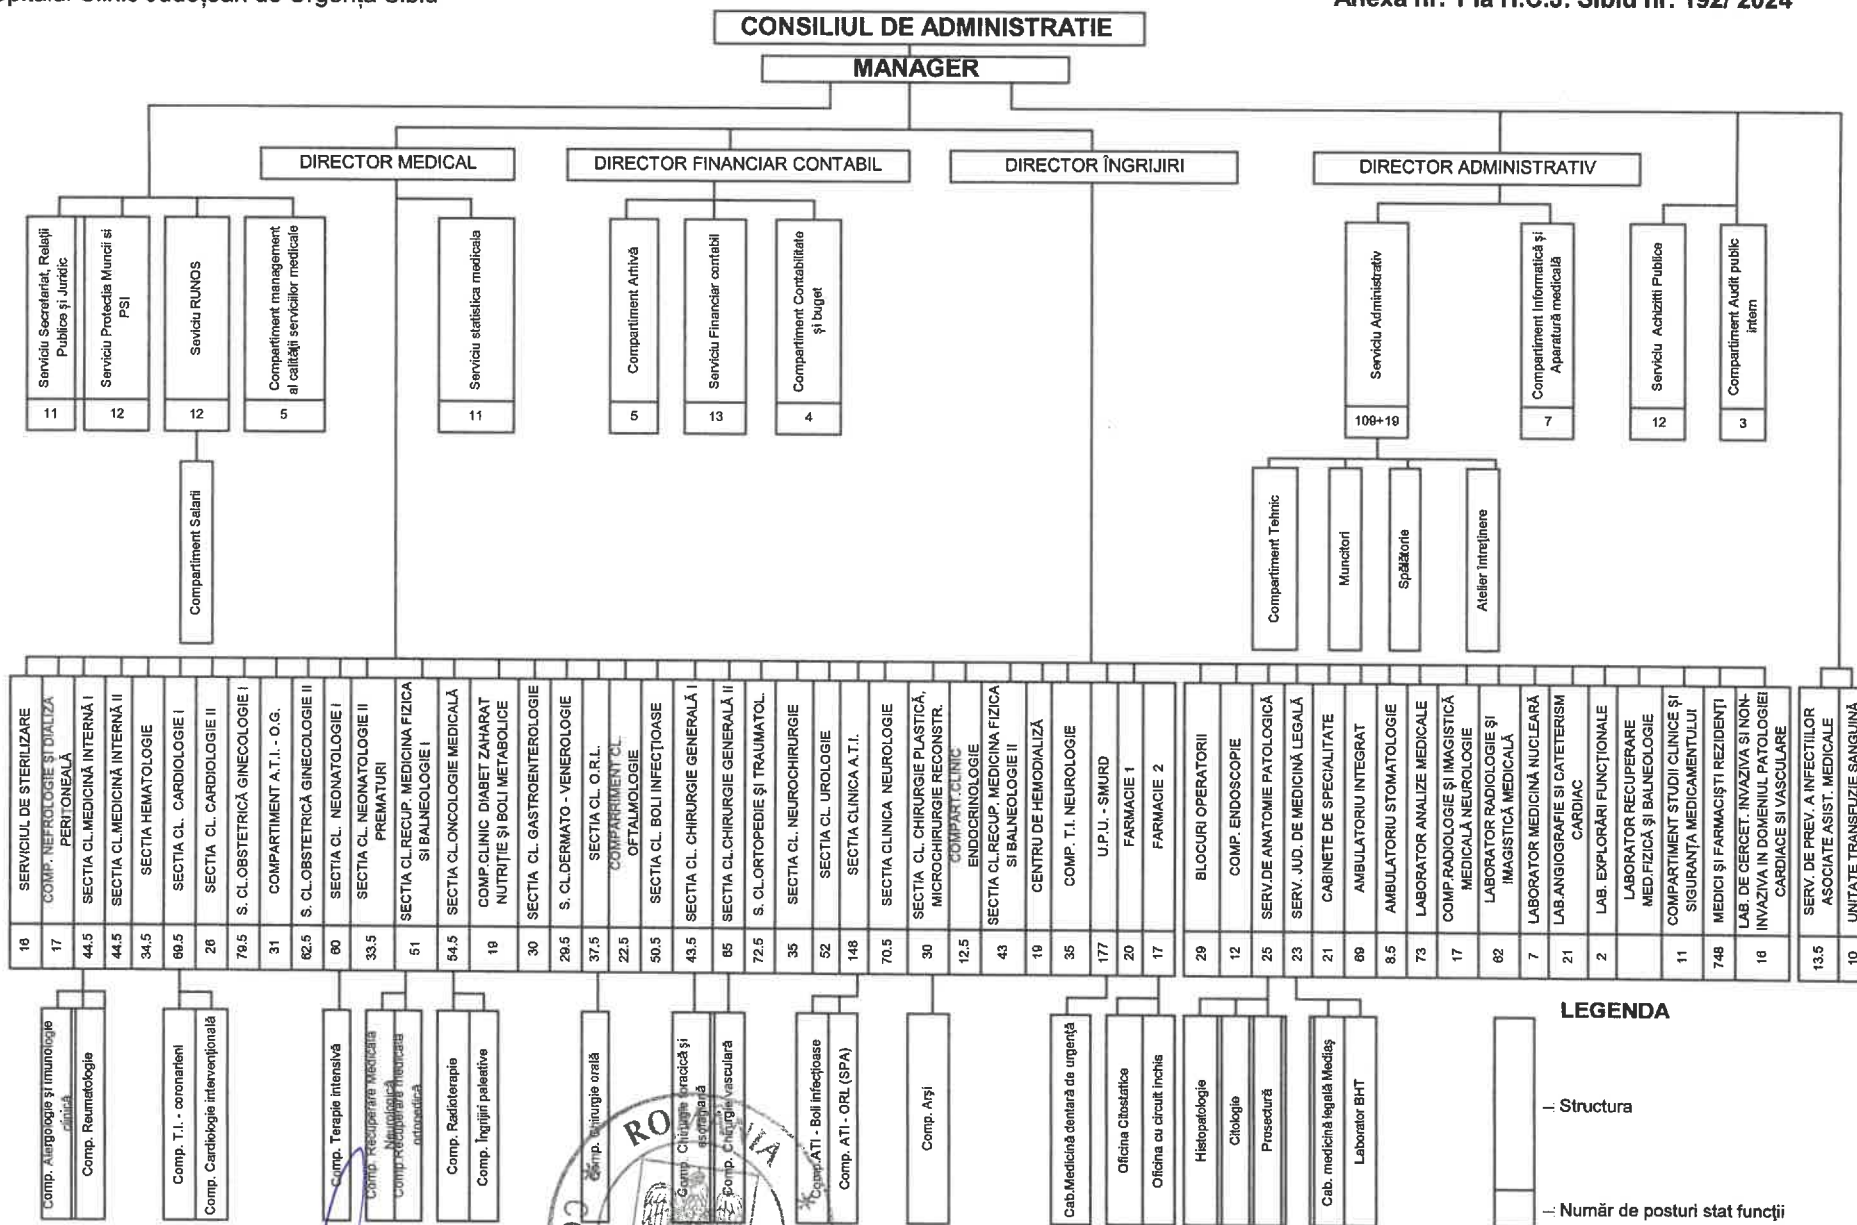 Spitalul Clinic Județean de Urgență Sibiu
Anexa nr. 1 la H.C.J. Sibiu nr. 192/ 2024
CONSILIUL DE ADMINISTRATIE
MANAGER
DIRECTOR MEDICAL
DIRECTOR FINANCIAR CONTABIL
DIRECTOR ÎNGRIJIRI
DIRECTOR ADMINISTRATIV
Serviciu Secretariat, Relații
Publice și Juridic
11
Serviciu Protectia Muncii si
PSI
12
Seviciu RUNOS
12
Compartiment management
al calității serviciilor medicale
5
Serviciu statistica medicala
11
Compartiment Arhivă
5
Serviciu Financiar contabil
13
Compartiment Contabilitate
și buget
4
Serviciu Administrativ
109+19
Compartiment Informatică și
Aparatură medicală
7
Serviciu Achizitti Publice
12
Compartiment Audit public
intern
3
Compartiment Salarii
Compartiment Tehnic
Muncitori
Spălătorie
Atelier întreținere
SERVICIUL DE STERILIZARE
16
COMP. NEFROLOGIE ȘI DIALIZA
PERITONEALĂ
17
SECTIA CL.MEDICINĂ INTERNĂ I
44.5
SECTIA CL.MEDICINĂ INTERNĂ II
44.5
SECTIA HEMATOLOGIE
34.5
SECTIA CL. CARDIOLOGIE I
69.5
SECTIA CL. CARDIOLOGIE II
26
S. CL.OBSTETRICĂ GINECOLOGIE I
79.5
COMPARTIMENT A.T.I. - O.G.
31
S. CL.OBSTETRICĂ GINECOLOGIE II
62.5
SECTIA CL. NEONATOLOGIE I
60
SECTIA CL. NEONATOLOGIE II
PREMATURI
33.5
SECTIA CL.RECUP. MEDICINA FIZICA
SI BALNEOLOGIE I
51
SECTIA CL.ONCOLOGIE MEDICALĂ
54.5
COMP.CLINIC DIABET ZAHARAT
NUTRIȚIE ȘI BOLI METABOLICE
19
SECTIA CL. GASTROENTEROLOGIE
30
S. CL.DERMATO - VENEROLOGIE
29.5
SECTIA CL. O.R.L.
37.5
COMPARRIMENT CL.
OFTALMOLOGIE
22.5
SECTIA CL. BOLI INFECȚIOASE
50.5
SECTIA CL. CHIRURGIE GENERALĂ I
43.5
SECTIA CL.CHIRURGIE GENERALĂ II
65
S. CL.ORTOPEDIE ȘI TRAUMATOL.
72.5
SECTIA CL. NEUROCHIRURGIE
35
SECTIA CL. UROLOGIE
52
SECTIA CLINICA A.T.I.
148
SECTIA CLINICA NEUROLOGIE
70.5
SECTIA CL. CHIRURGIE PLASTICĂ,
MICROCHIRURGIE RECONSTR.
30
COMPART.CLINIC
ENDOCRINOLOGIE
12.5
SECTIA CL.RECUP. MEDICINA FIZICA
SI BALNEOLOGIE II
43
CENTRU DE HEMODIALIZĂ
19
COMP. T.I. NEUROLOGIE
35
U.P.U. - SMURD
177
FARMACIE 1
20
FARMACIE 2
17
BLOCURI OPERATORII
29
COMP. ENDOSCOPIE
12
SERV.DE ANATOMIE PATOLOGICĂ
25
SERV. JUD. DE MEDICINĂ LEGALĂ
23
CABINETE DE SPECIALITATE
21
AMBULATORIU INTEGRAT
69
AMBULATORIU STOMATOLOGIE
8.5
LABORATOR ANALIZE MEDICALE
73
COMP.RADIOLOGIE ȘI IMAGISTICĂ
MEDICALĂ NEUROLOGIE
17
LABORATOR RADIOLOGIE ȘI
IMAGISTICĂ MEDICALĂ
62
LABORATOR MEDICINĂ NUCLEARĂ
7
LAB.ANGIOGRAFIE SI CATETERISM
CARDIAC
21
LAB. EXPLORĂRI FUNCȚIONALE
2
LABORATOR RECUPERARE
MED.FIZICĂ ȘI BALNEOLOGIE
COMPARTIMENT STUDII CLINICE ȘI
SIGURANȚA MEDICAMENTULUI
11
MEDICI ȘI FARMACIȘTI REZIDENȚI
748
LAB. DE CERCET. INVAZIVA SI NON-
INVAZIVA IN DOMENIUL PATOLOGIEI
CARDIACE SI VASCULARE
16
SERV. DE PREV. A INFECTIILOR
ASOCIATE ASIST. MEDICALE
13.5
UNITATE TRANSFUZIE SANGUINĂ
10
Comp. Alergologie și imunologie
clinică
Comp. Reumatologie
Comp. T.I. - coronarieni
Comp. Cardiologie intervențională
Comp. Terapie intensivă
Comp. Recuperare Medicala
Neurologică
Comp.Recuperare medicala
ortopedică
Comp. Radioterapie
Comp. Îngrijiri paleative
Comp. Chirurgie orală
Comp. Chirurgie toracică și
esofagiană
Comp. Chirurgie vasculară
Comp.ATI - Boli infecțioase
Comp. ATI - ORL (SPA)
Comp. Arși
Cab.Medicină dentară de urgență
Oficina Citostatice
Oficina cu circuit inchis
Histopatologie
Citologie
Prosectură
Cab. medicină legală Mediaș
Laborator BHT
LEGENDA
– Structura
– Număr de posturi stat funcții